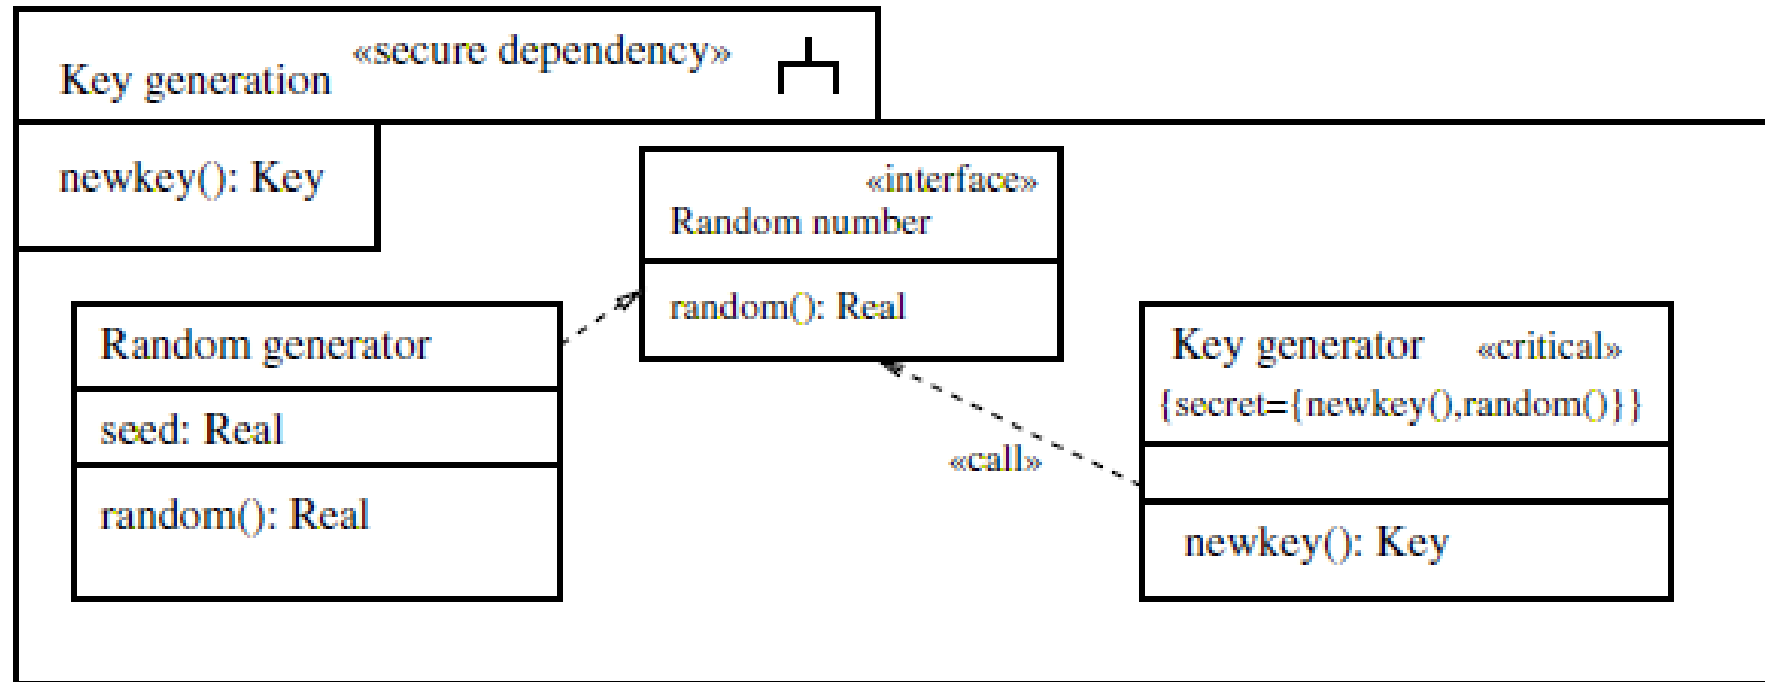 Key generation «secure dependency»
newkey(): Key
«interface»
Random number
random(): Real
Random generator
seed: Real
random(): Real
«call»
Key generator «critical»
{secret={newkey(),random()}}
newkey(): Key